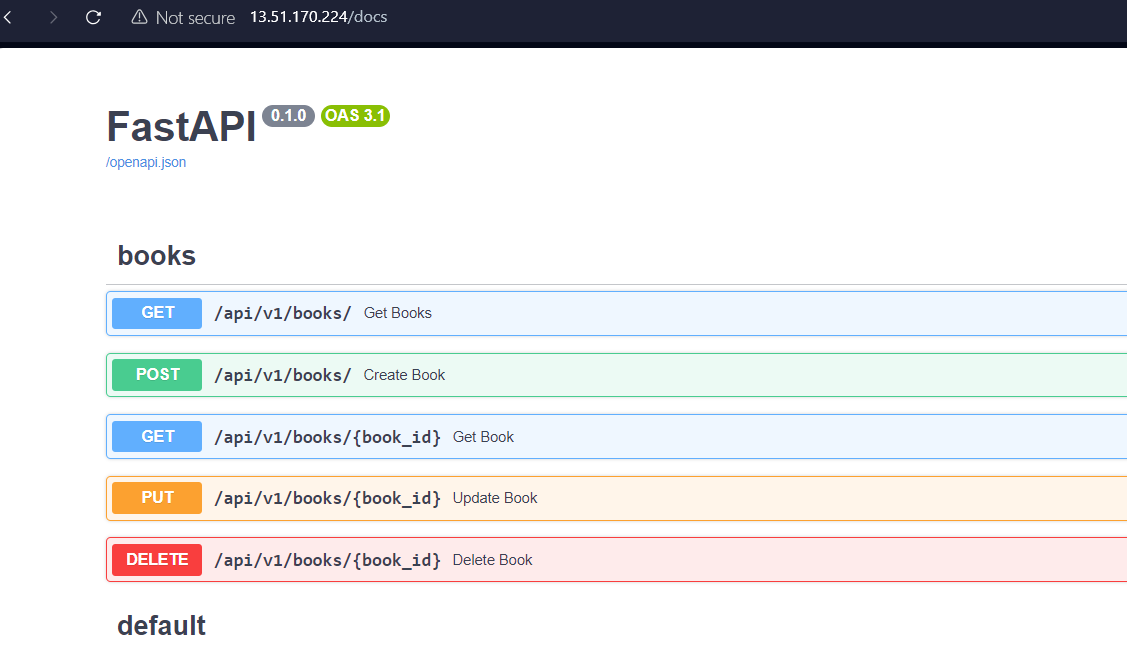 Not secure 13.51.170.224/docs
FastAPI 0.1.0 OAS 3.1
/openapi.json
books
GET /api/v1/books/ Get Books
POST /api/v1/books/ Create Book
GET /api/v1/books/{book_id} Get Book
PUT /api/v1/books/{book_id} Update Book
DELETE /api/v1/books/{book_id} Delete Book
default